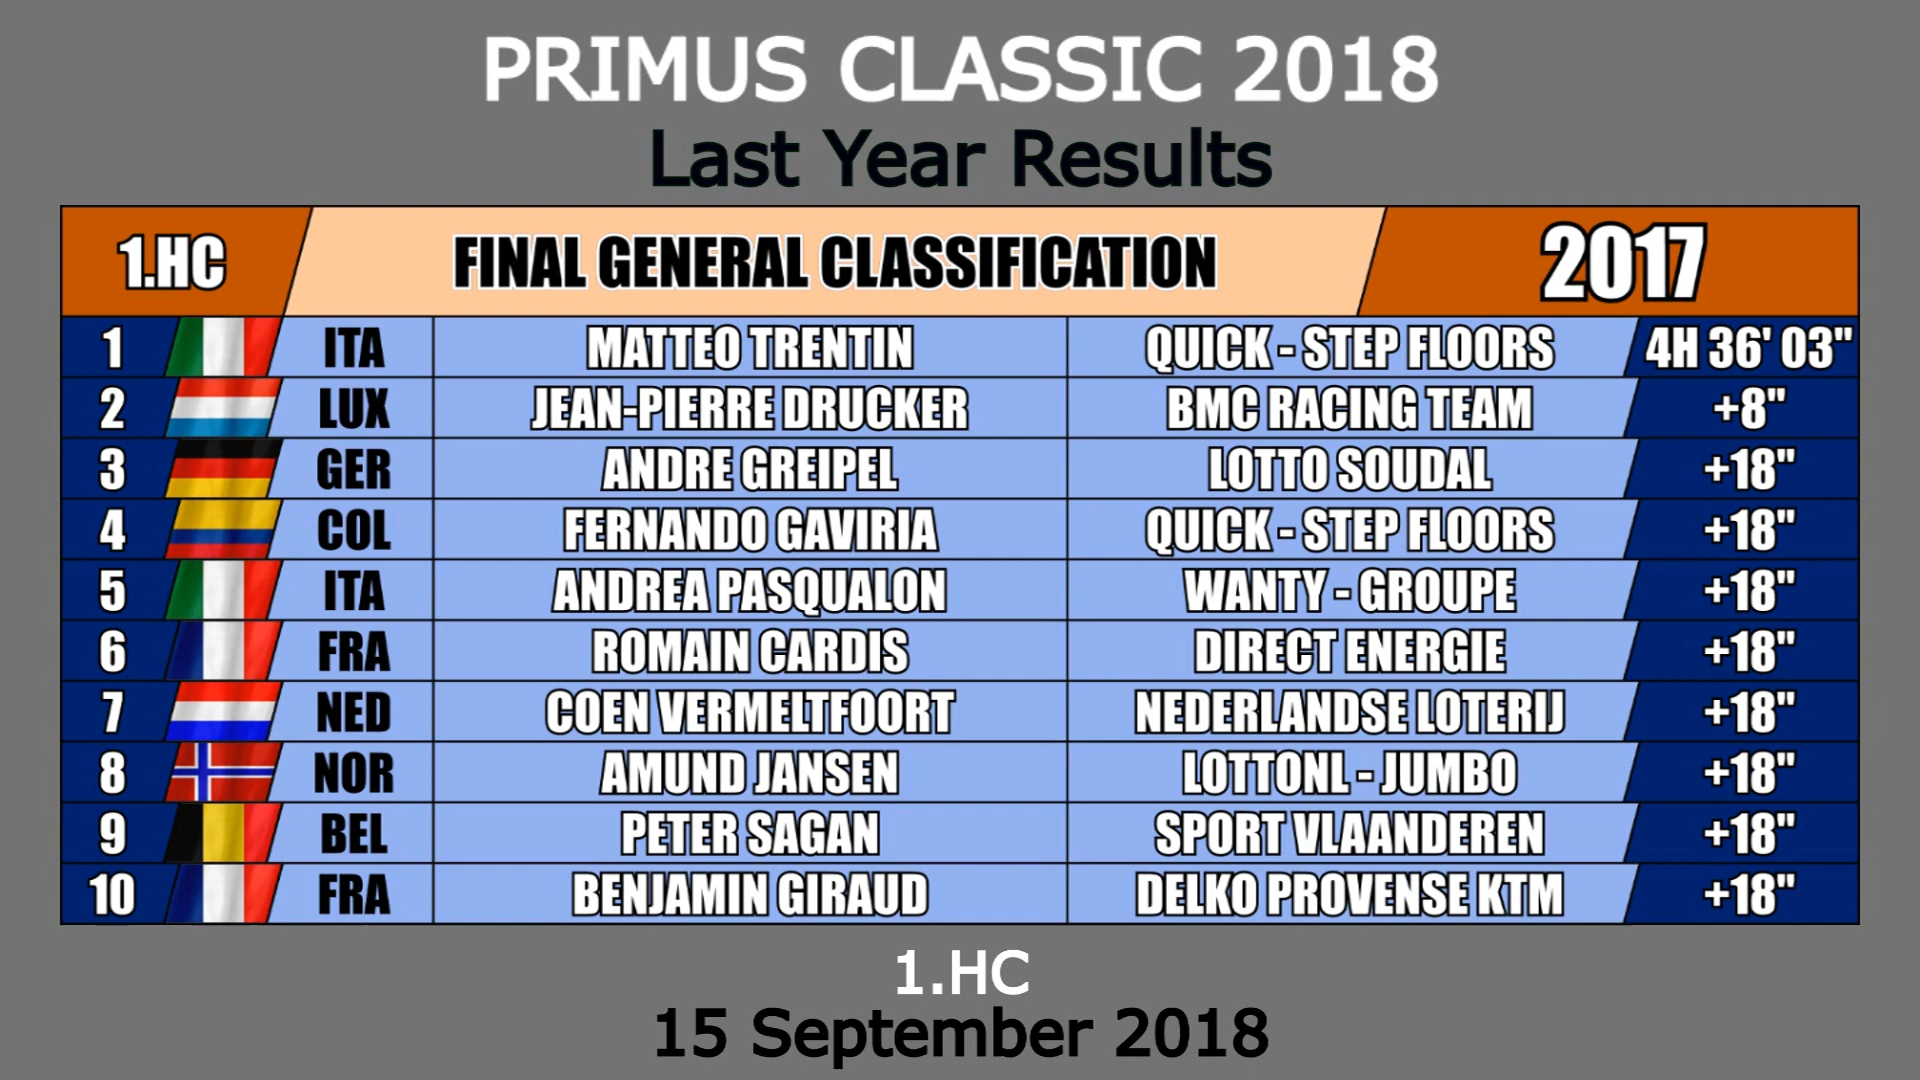 PRIMUS CLASSIC 2018
Last Year Results
1.HC FINAL GENERAL CLASSIFICATION 2017
1 ITA MATTEO TRENTIN QUICK - STEP FLOORS 4H 36' 03"
2 LUX JEAN-PIERRE DRUCKER BMC RACING TEAM +8"
3 GER ANDRE GREIPEL LOTTO SOUDAL +18"
4 COL FERNANDO GAVIRIA QUICK - STEP FLOORS +18"
5 ITA ANDREA PASQUALON WANTY - GROUPE +18"
6 FRA ROMAIN CARDIS DIRECT ENERGIE +18"
7 NED COEN VERMELTFOORT NEDERLANDSE LOTERIJ +18"
8 NOR AMUND JANSEN LOTTONL - JUMBO +18"
9 BEL PETER SAGAN SPORT VLAANDEREN +18"
10 FRA BENJAMIN GIRAUD DELKO PROVENSE KTM +18"
1.HC
15 September 2018